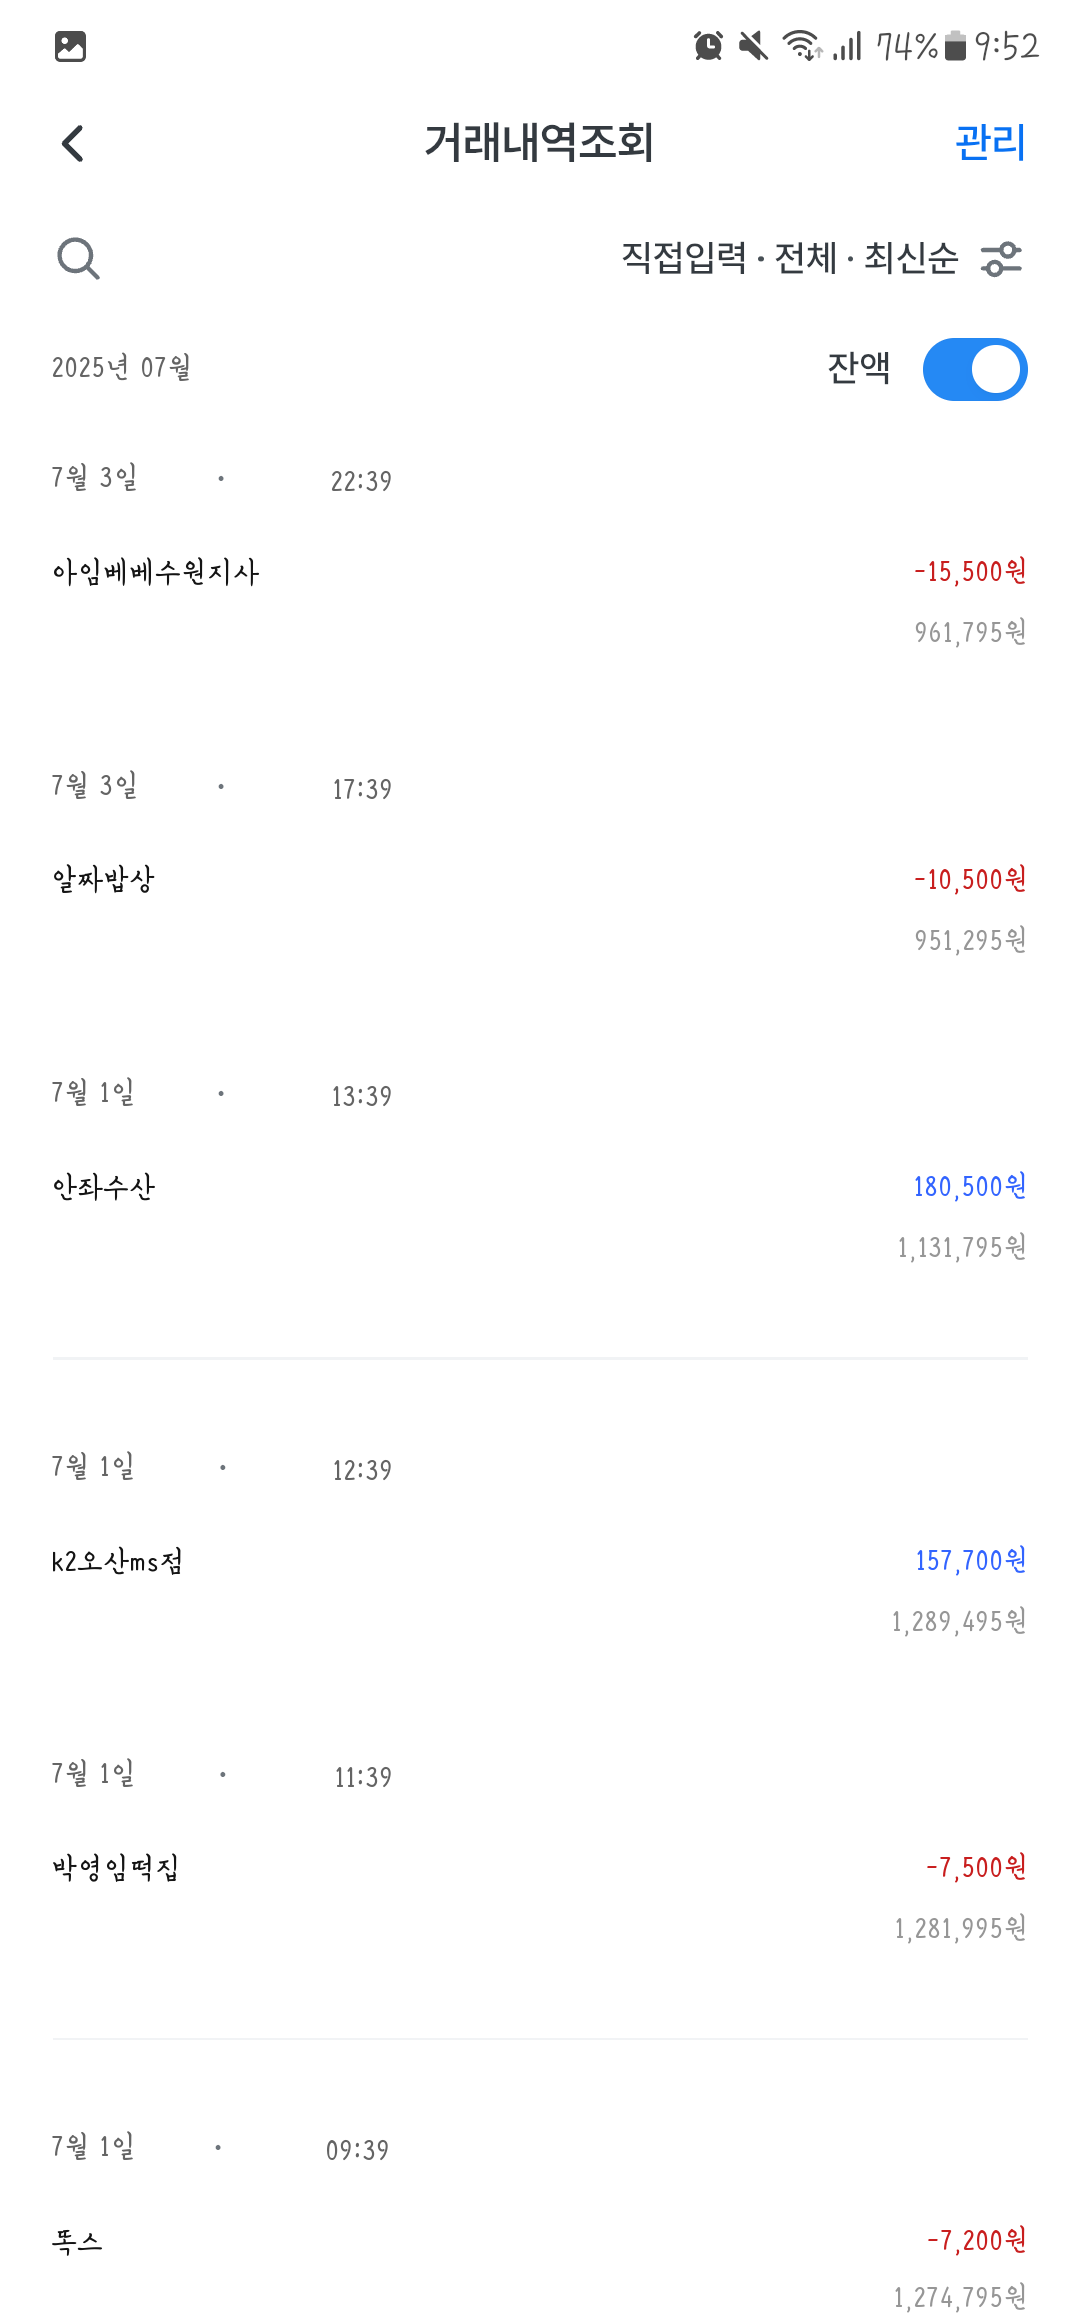 74% 9:52
거래내역조회 관리
직접입력 · 전체 · 최신순
2025년 07월 잔액
7월 3일 · 22:39
아임베베수원지사 -15,500원
961,795원
7월 3일 · 17:39
알짜밥상 -10,500원
951,295원
7월 1일 · 13:39
안좌수산 180,500원
1,131,795원
7월 1일 · 12:39
k2오산ms점 157,700원
1,289,495원
7월 1일 · 11:39
박영임떡집 -7,500원
1,281,995원
7월 1일 · 09:39
똑스 -7,200원
1,274,795원